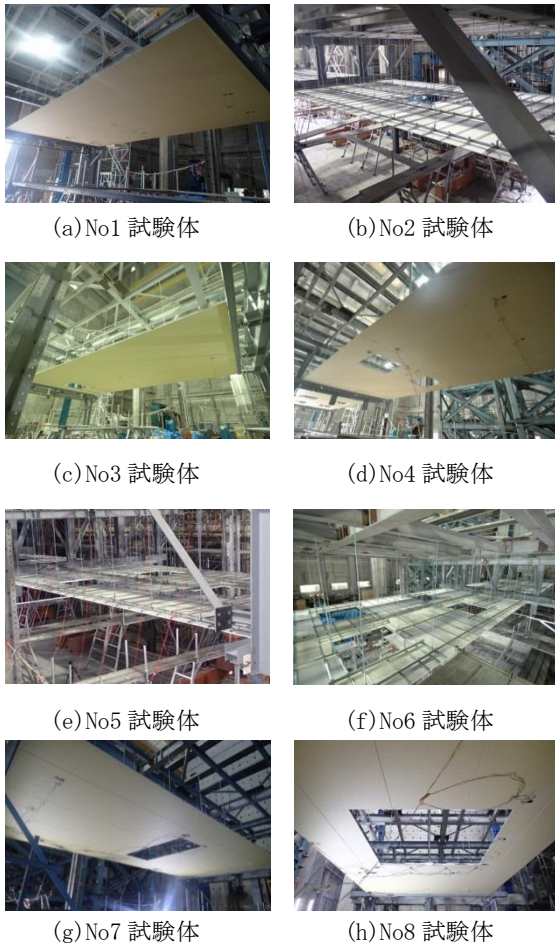 (a)No1 試験体
(b)No2 試験体
(c)No3 試験体
(d)No4 試験体
(e)No5 試験体
(f)No6 試験体
(g)No7 試験体
(h)No8 試験体